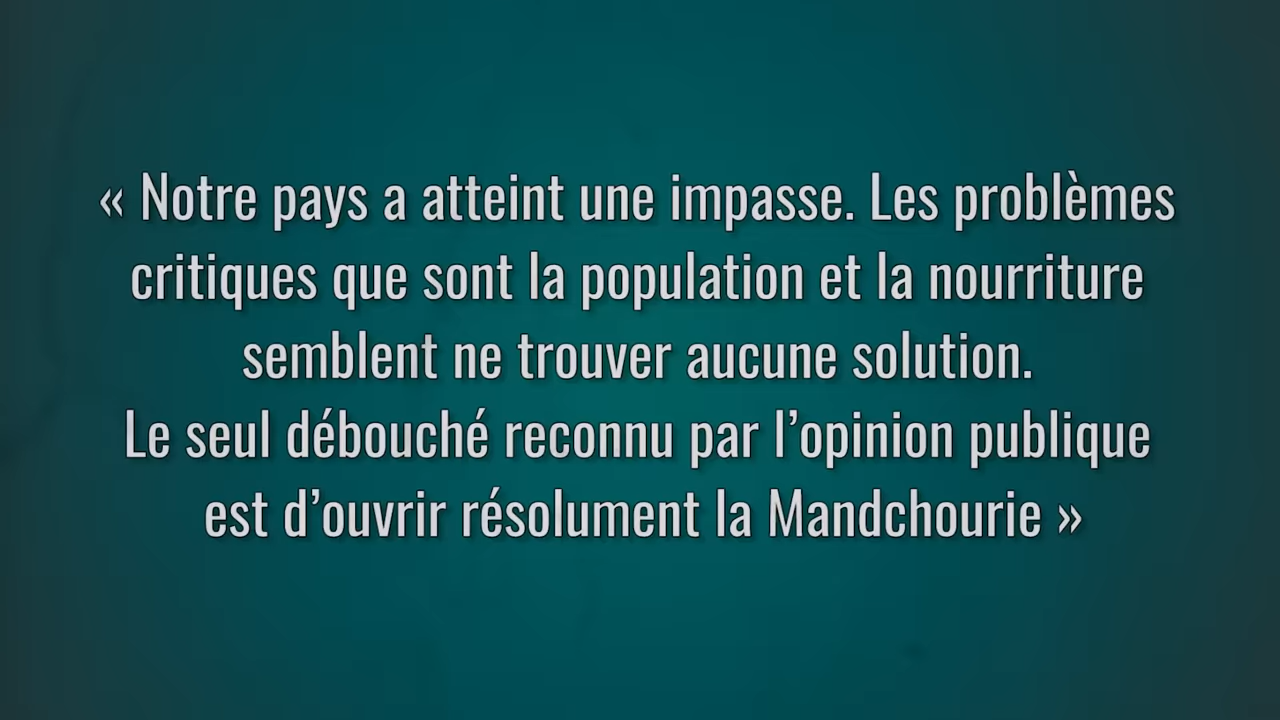 « Notre pays a atteint une impasse. Les problèmes
critiques que sont la population et la nourriture
semblent ne trouver aucune solution.
Le seul débouché reconnu par l’opinion publique
est d’ouvrir résolument la Mandchourie »